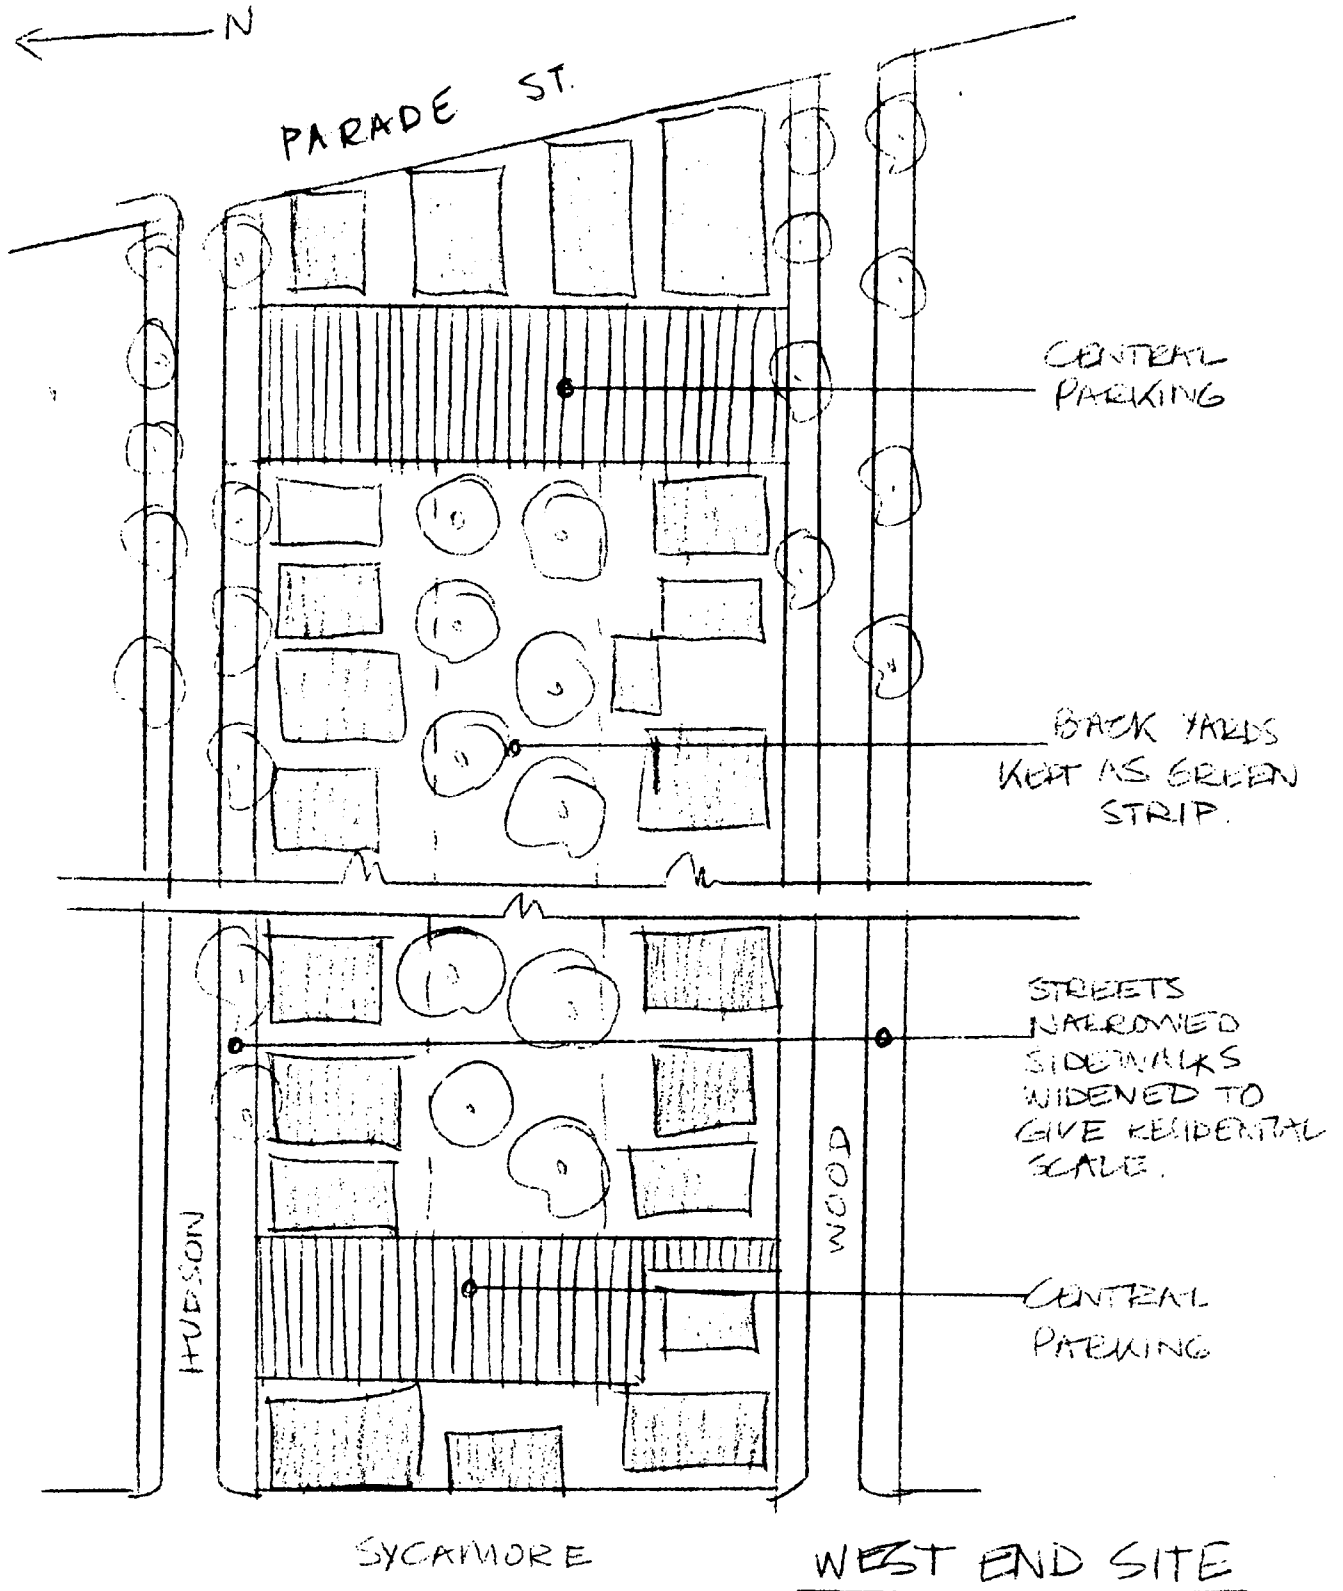 N
PARADE ST.
CENTRAL
PARKING
BACK YARDS
KEPT AS GREEN
STRIP.
STREETS
NARROWED
SIDEWALKS
WIDENED TO
GIVE RESIDENTIAL
SCALE.
WOOD
HUDSON
CENTRAL
PARKING
SYCAMORE
WEST END SITE